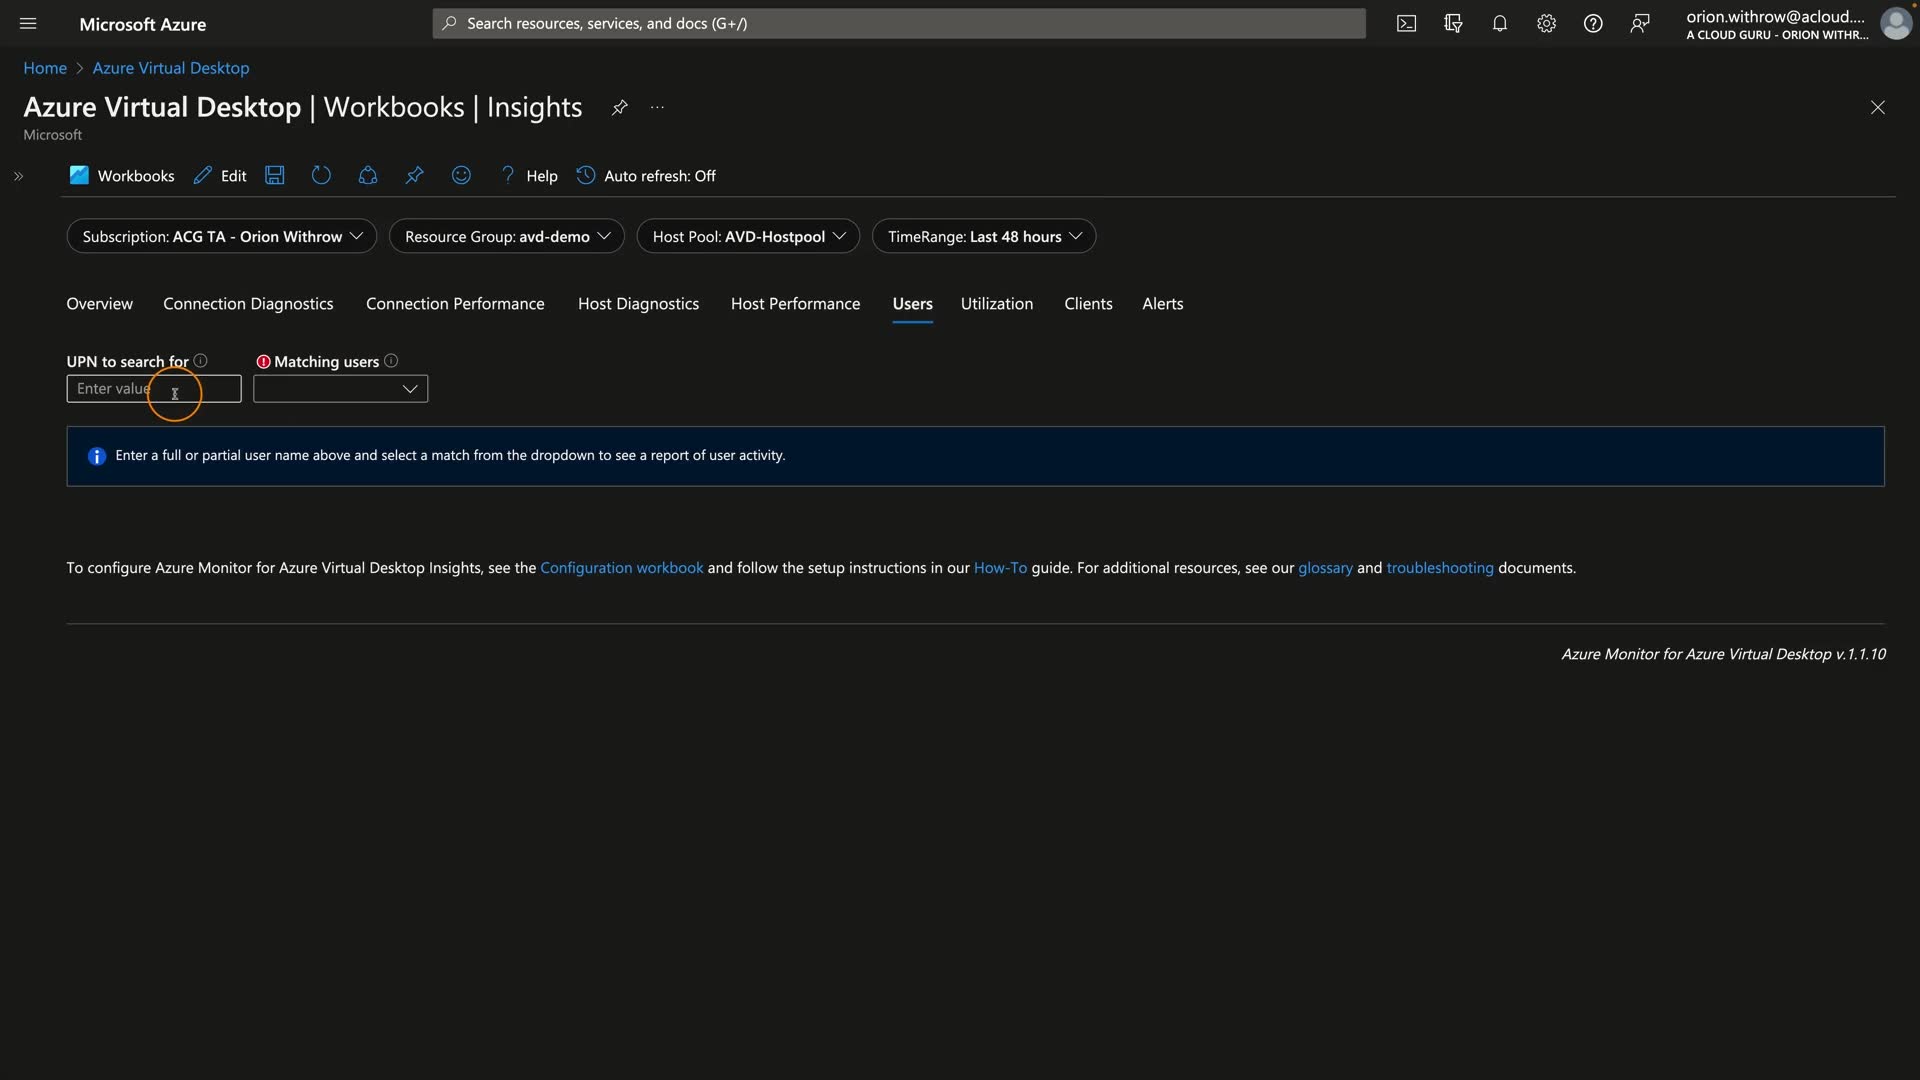 Microsoft Azure
Search resources, services, and docs (G+/)
orion.withrow@acloud....
A CLOUD GURU - ORION WITHR...
Home > Azure Virtual Desktop
Azure Virtual Desktop | Workbooks | Insights
Microsoft
Workbooks Edit Help Auto refresh: Off
Subscription: ACG TA - Orion Withrow Resource Group: avd-demo Host Pool: AVD-Hostpool TimeRange: Last 48 hours
Overview Connection Diagnostics Connection Performance Host Diagnostics Host Performance Users Utilization Clients Alerts
UPN to search for Matching users
Enter value
Enter a full or partial user name above and select a match from the dropdown to see a report of user activity.
To configure Azure Monitor for Azure Virtual Desktop Insights, see the Configuration workbook and follow the setup instructions in our How-To guide. For additional resources, see our glossary and troubleshooting documents.
Azure Monitor for Azure Virtual Desktop v.1.1.10